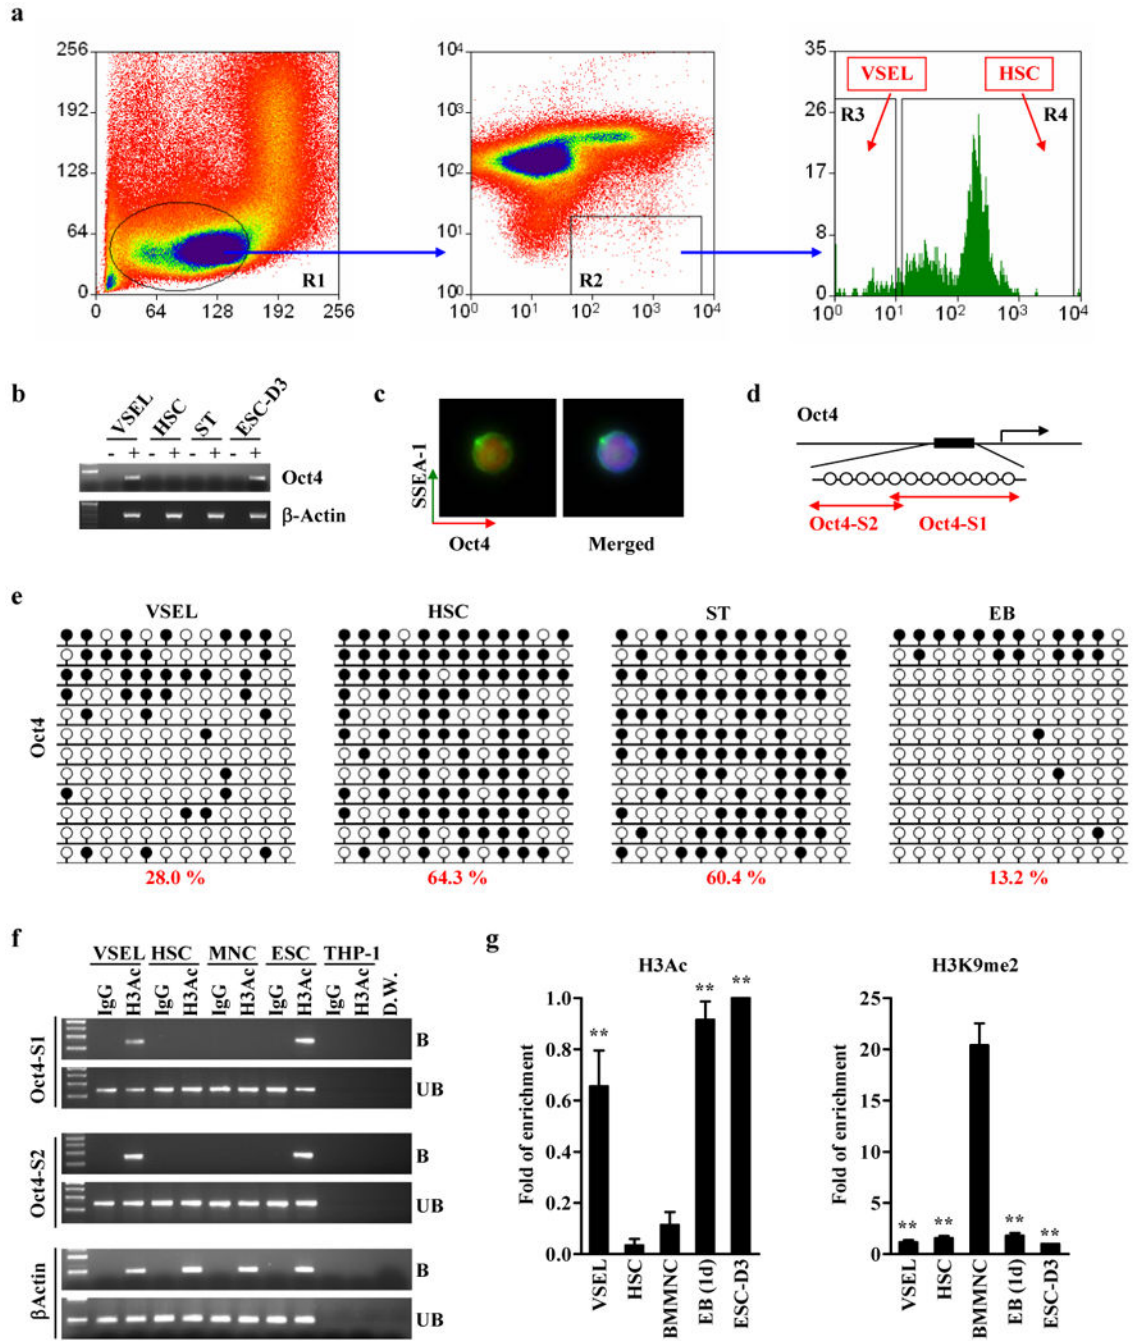 a
256
192
128
64
0
0 64 128 192 256
R1
10⁴
10³
10²
10¹
10⁰
10⁰ 10¹ 10² 10³ 10⁴
R2
35
26
17
8
0
10⁰ 10¹ 10² 10³ 10⁴
VSEL
HSC
R3
R4
b
VSEL HSC ST ESC-D3
- + - + - + - +
Oct4
β-Actin
c
SSEA-1
Oct4
Merged
d
Oct4
Oct4-S2
Oct4-S1
e
VSEL HSC ST EB
Oct4
28.0 % 64.3 % 60.4 % 13.2 %
f
VSEL HSC MNC ESC THP-1
IgG H3Ac IgG H3Ac IgG H3Ac IgG H3Ac IgG H3Ac D.W.
Oct4-S1
B
UB
Oct4-S2
B
UB
βActin
B
UB
g
H3Ac
Fold of enrichment
1.0
0.8
0.6
0.4
0.2
0.0
** ** **
VSEL HSC BMMNC EB (1d) ESC-D3
H3K9me2
Fold of enrichment
25
20
15
10
5
0
** ** ** **
VSEL HSC BMMNC EB (1d) ESC-D3